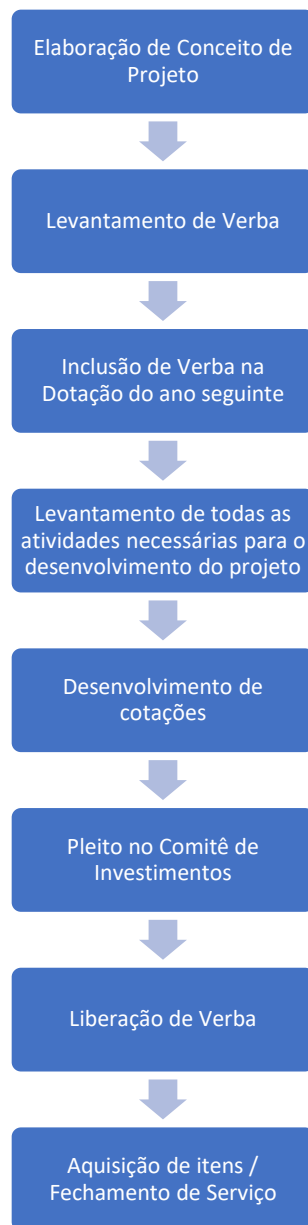 Elaboração de Conceito de
Projeto
Levantamento de Verba
Inclusão de Verba na
Dotação do ano seguinte
Levantamento de todas as
atividades necessárias para o
desenvolvimento do projeto
Desenvolvimento de
cotações
Pleito no Comitê de
Investimentos
Liberação de Verba
Aquisição de itens /
Fechamento de Serviço